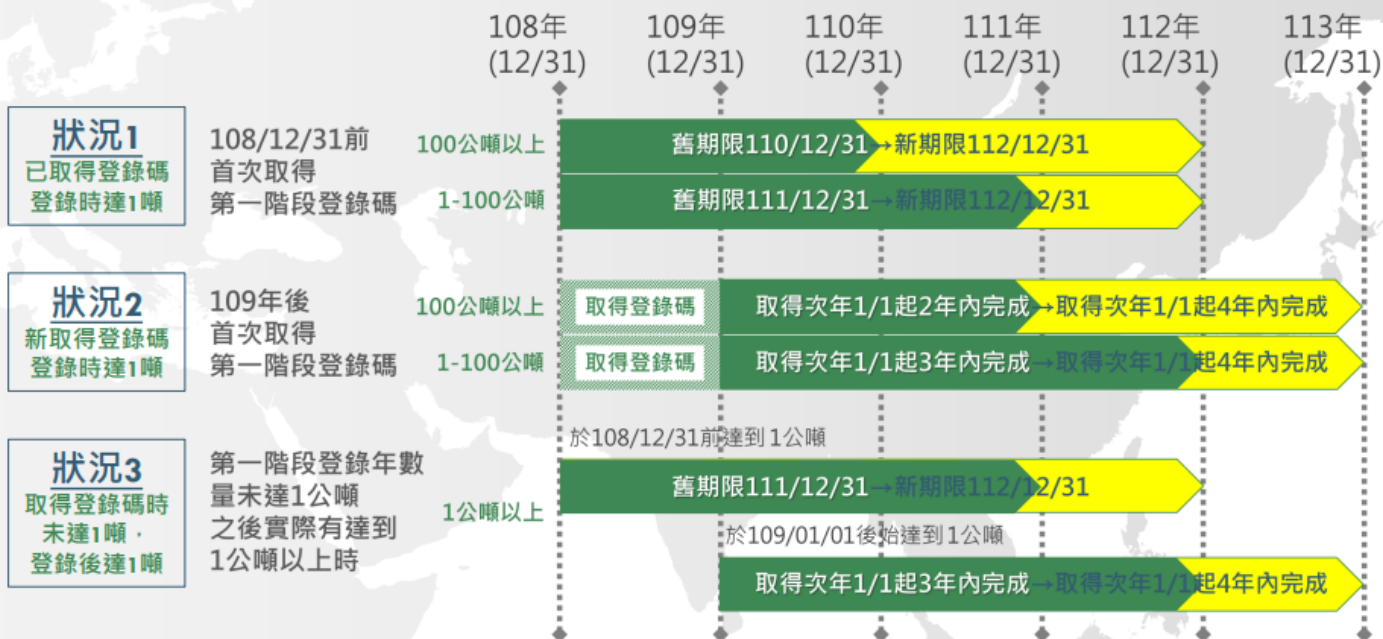 108年
(12/31)
109年
(12/31)
110年
(12/31)
111年
(12/31)
112年
(12/31)
113年
(12/31)
狀況1
已取得登錄碼
登錄時達1噸
108/12/31前
首次取得
第一階段登錄碼
100公噸以上
舊期限110/12/31→新期限112/12/31
1-100公噸
舊期限111/12/31→新期限112/12/31
狀況2
新取得登錄碼
登錄時達1噸
109年後
首次取得
第一階段登錄碼
100公噸以上
取得登錄碼
取得次年1/1起2年內完成→取得次年1/1起4年內完成
1-100公噸
取得登錄碼
取得次年1/1起3年內完成→取得次年1/1起4年內完成
狀況3
取得登錄碼時
未達1噸，
登錄後達1噸
第一階段登錄年數
量未達1公噸
之後實際有達到
1公噸以上時
1公噸以上
於108/12/31前達到1公噸
舊期限111/12/31→新期限112/12/31
於109/01/01後始達到1公噸
取得次年1/1起3年內完成→取得次年1/1起4年內完成